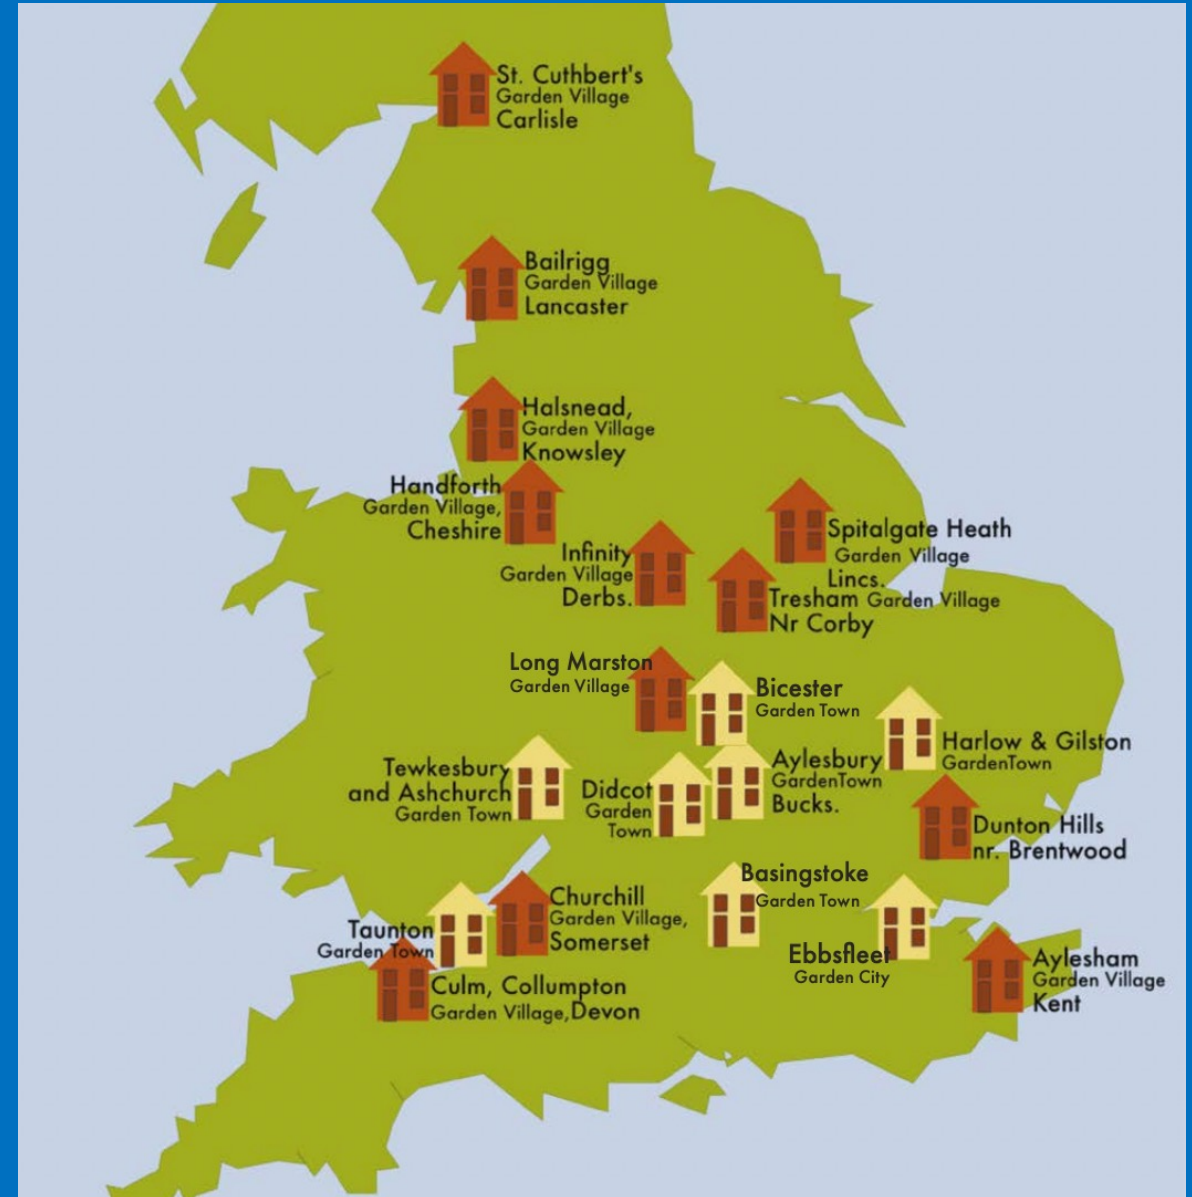 St. Cuthbert's
Garden Village
Carlisle
Bailrigg
Garden Village
Lancaster
Halsnead,
Garden Village
Knowsley
Handforth
Garden Village,
Cheshire
Spitalgate Heath
Garden Village
Lincs.
Infinity
Garden Village
Derbs.
Tresham Garden Village
Nr Corby
Long Marston
Garden Village
Bicester
Garden Town
Harlow & Gilston
GardenTown
Tewkesbury
and Ashchurch
Garden Town
Didcot
Garden
Town
Aylesbury
GardenTown
Bucks.
Dunton Hills
nr. Brentwood
Basingstoke
Garden Town
Churchill
Garden Village,
Somerset
Taunton
Garden Town
Ebbsfleet
Garden City
Aylesham
Garden Village
Kent
Culm, Collumpton
Garden Village,Devon